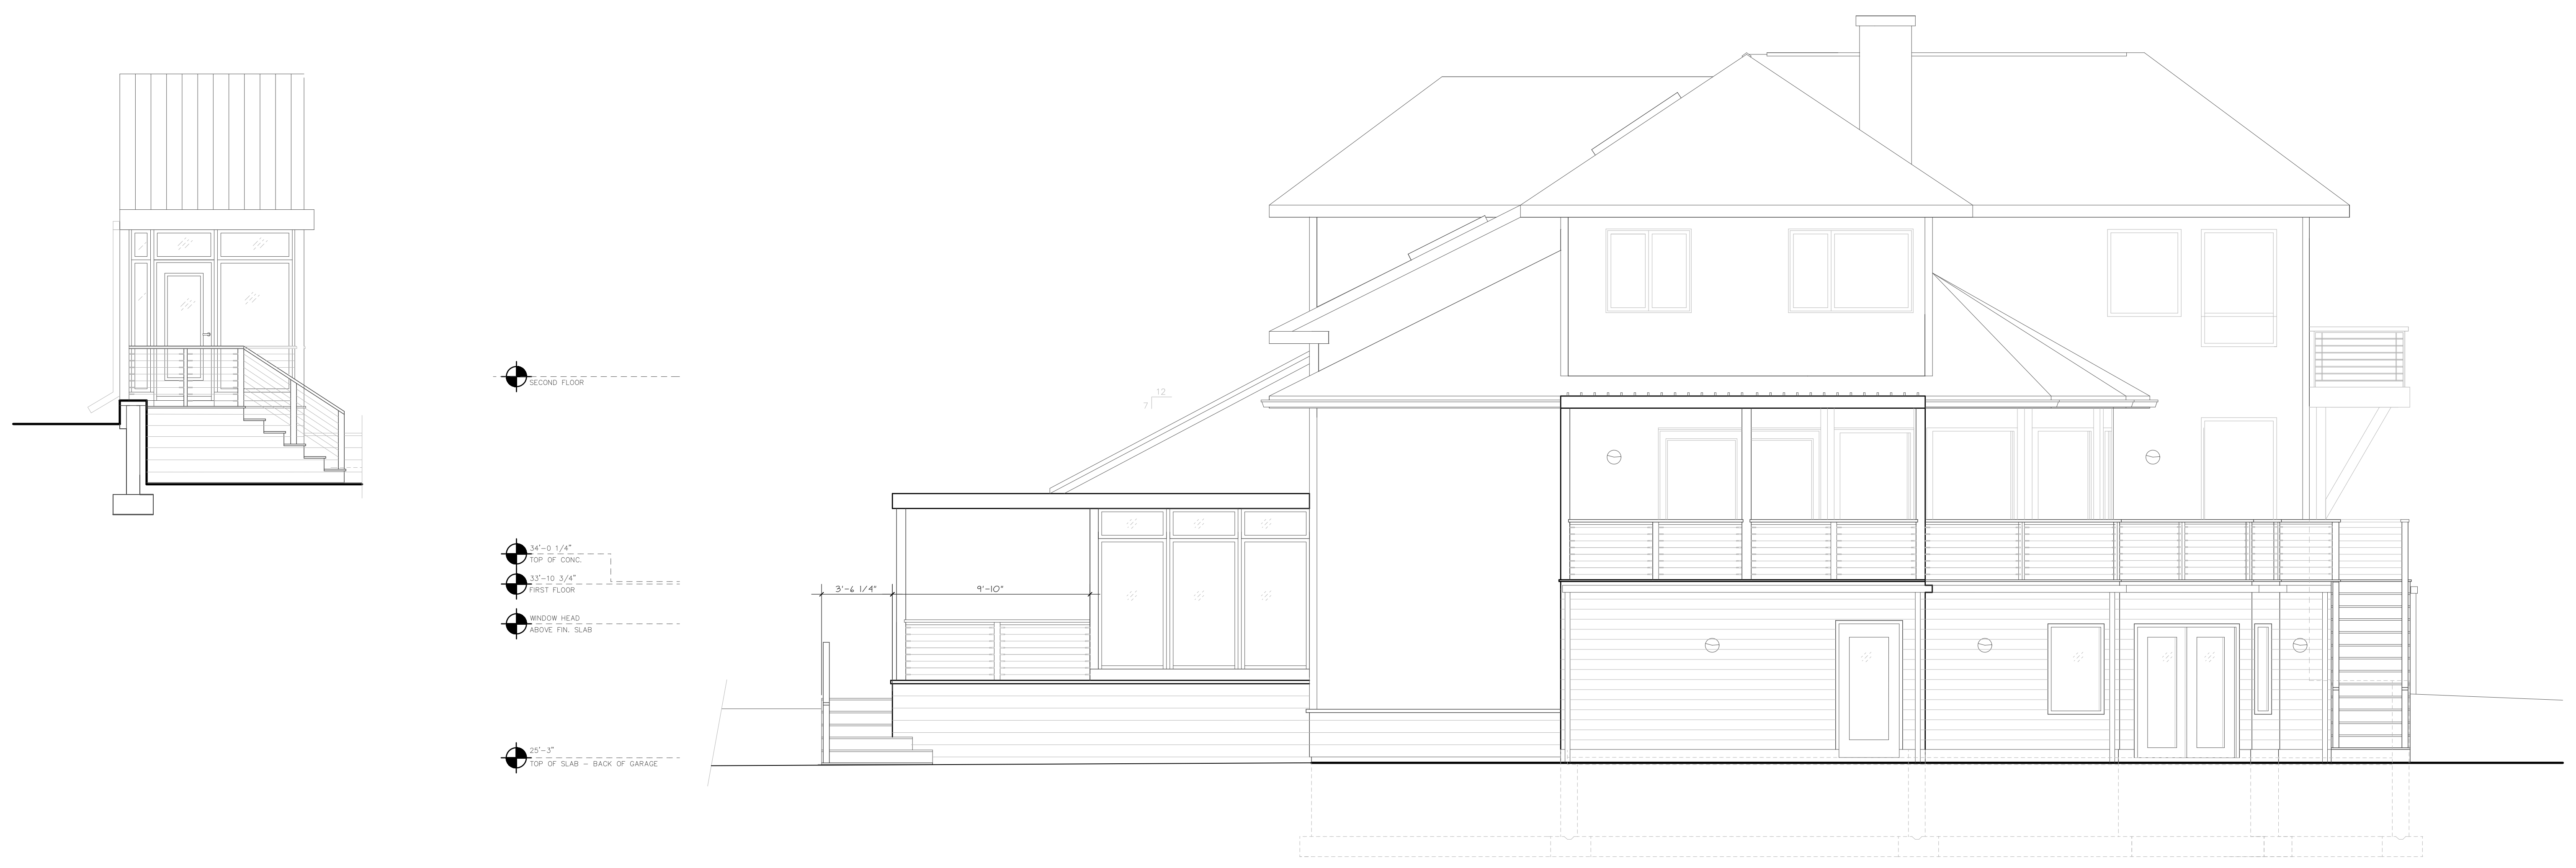 SECOND FLOOR
12
7
34'-0 1/4"
TOP OF CONC.
33'-10 3/4"
FIRST FLOOR
3'-6 1/4"
9'-10"
WINDOW HEAD
ABOVE FIN. SLAB
25'-3"
TOP OF SLAB - BACK OF GARAGE